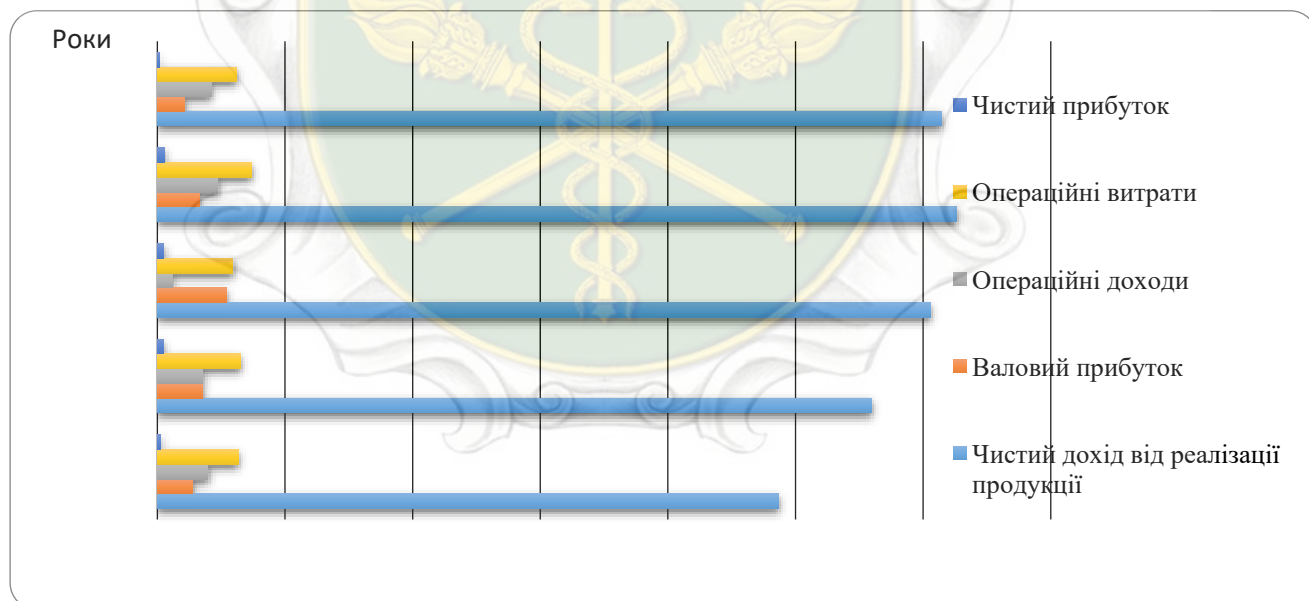 Роки
Чистий прибуток
Операційні витрати
Операційні доходи
Валовий прибуток
Чистий дохід від реалізації
продукції